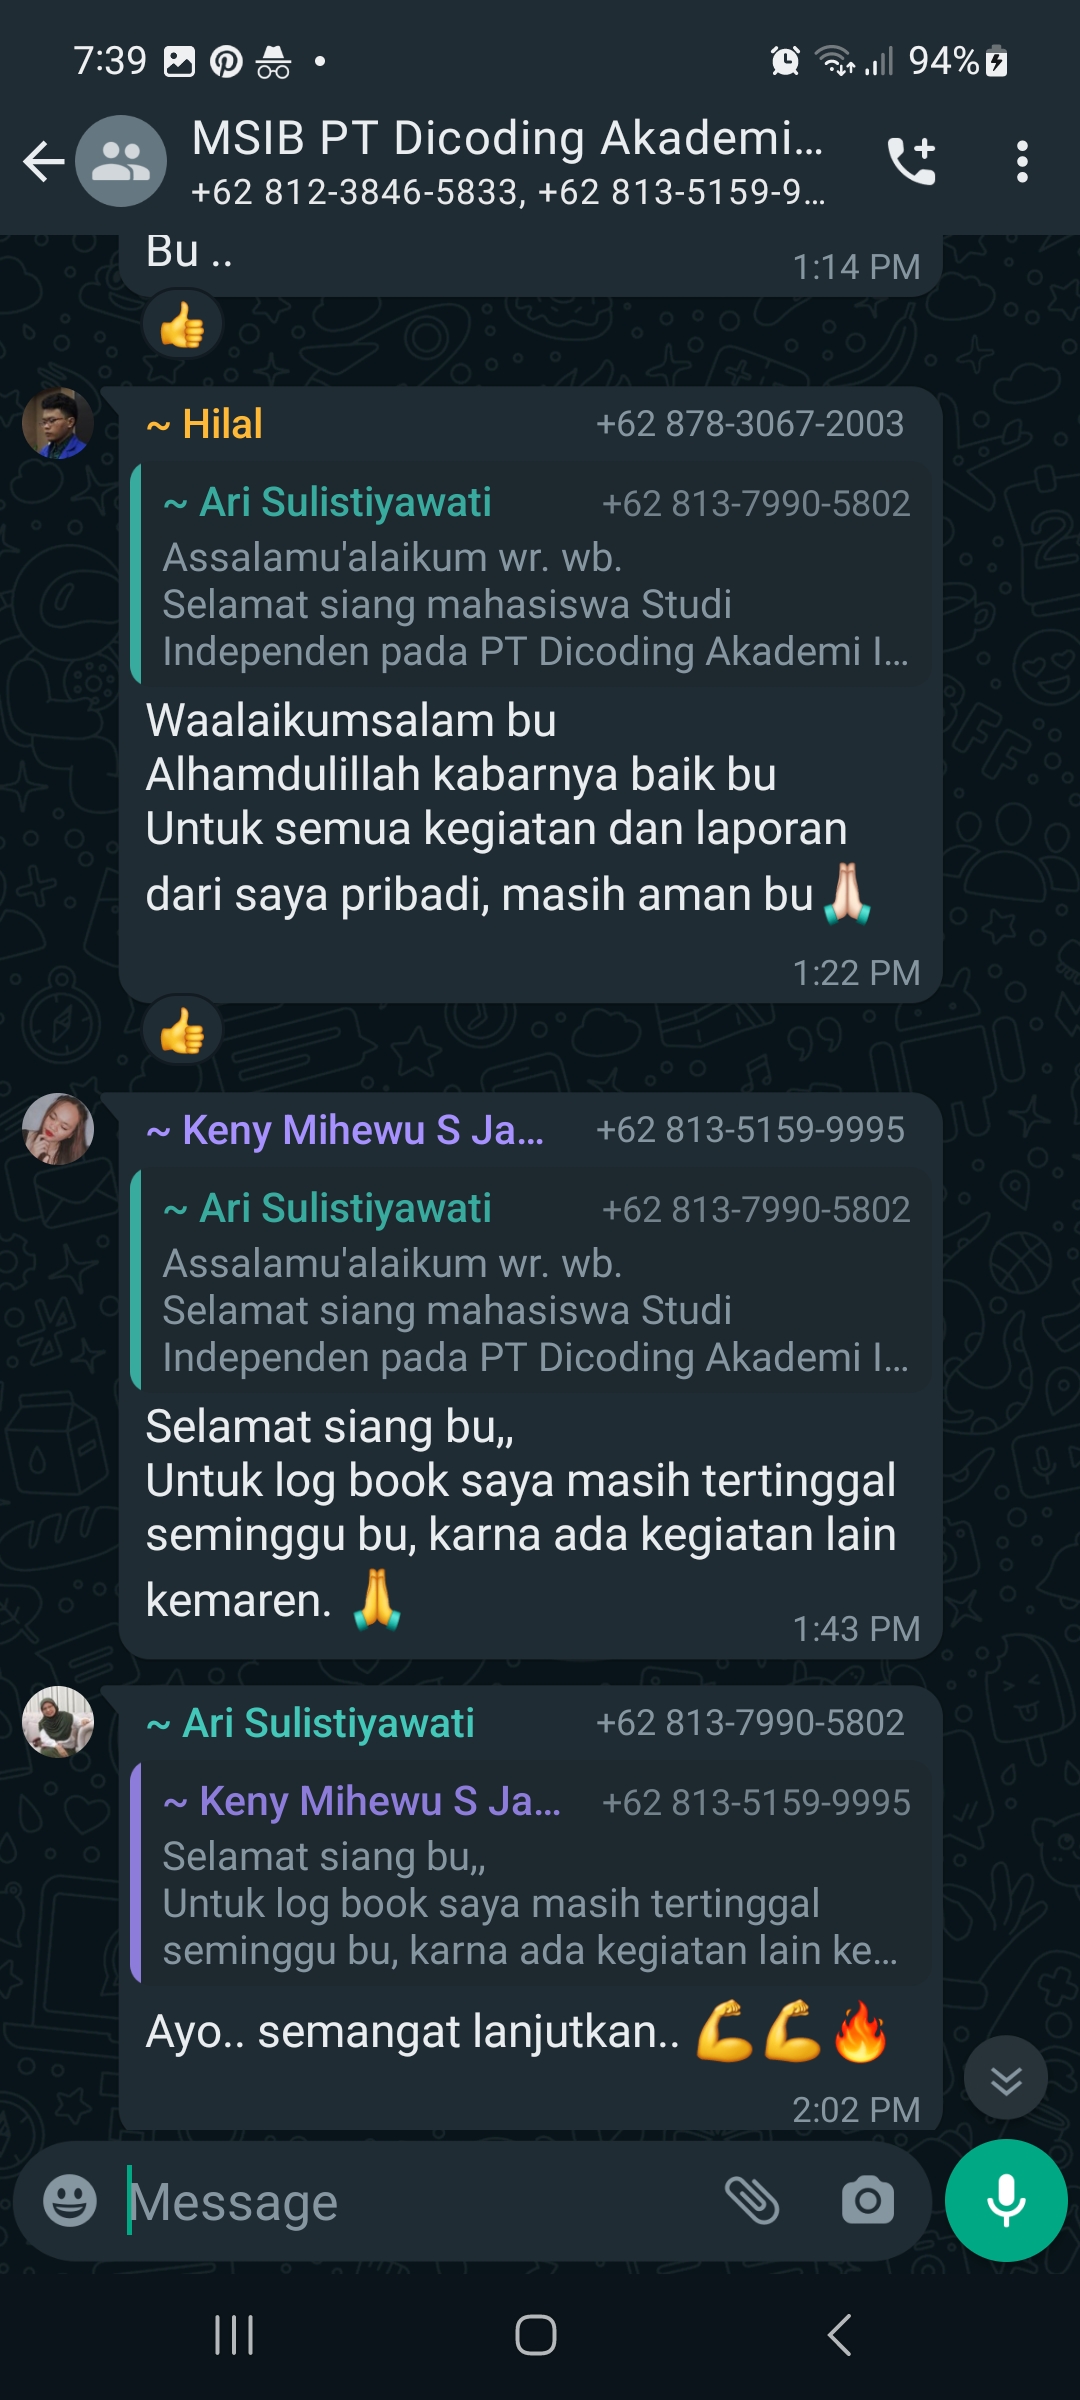 7:39
94%
MSIB PT Dicoding Akademi...
+62 812-3846-5833, +62 813-5159-9...
Bu ..
1:14 PM
~ Hilal +62 878-3067-2003
~ Ari Sulistiyawati +62 813-7990-5802
Assalamu'alaikum wr. wb.
Selamat siang mahasiswa Studi
Independen pada PT Dicoding Akademi I...
Waalaikumsalam bu
Alhamdulillah kabarnya baik bu
Untuk semua kegiatan dan laporan
dari saya pribadi, masih aman bu🙏🏻
1:22 PM
~ Keny Mihewu S Ja... +62 813-5159-9995
~ Ari Sulistiyawati +62 813-7990-5802
Assalamu'alaikum wr. wb.
Selamat siang mahasiswa Studi
Independen pada PT Dicoding Akademi I...
Selamat siang bu,,
Untuk log book saya masih tertinggal
seminggu bu, karna ada kegiatan lain
kemaren. 🙏
1:43 PM
~ Ari Sulistiyawati +62 813-7990-5802
~ Keny Mihewu S Ja... +62 813-5159-9995
Selamat siang bu,,
Untuk log book saya masih tertinggal
seminggu bu, karna ada kegiatan lain ke...
Ayo.. semangat lanjutkan.. 💪💪🔥
2:02 PM
Message